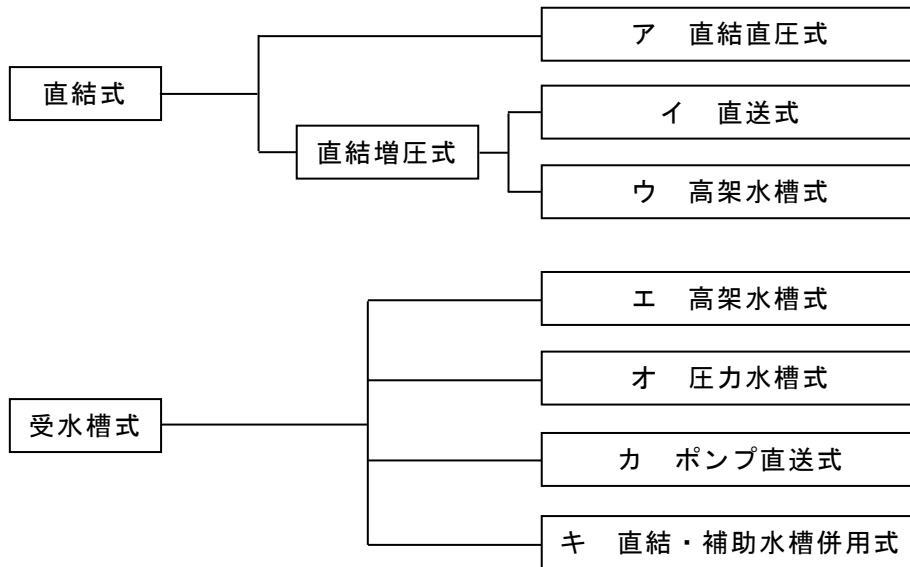 直結式
ア　直結直圧式
直結増圧式
イ　直送式
ウ　高架水槽式
受水槽式
エ　高架水槽式
オ　圧力水槽式
カ　ポンプ直送式
キ　直結・補助水槽併用式